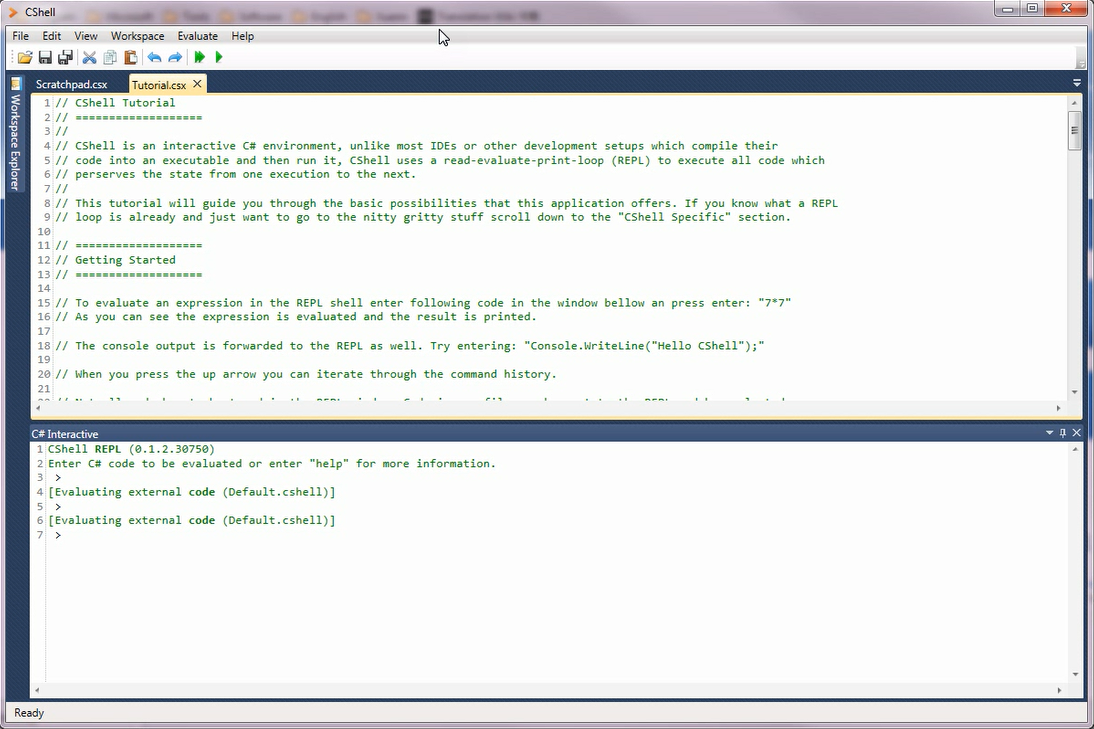 CShell
File Edit View Workspace Evaluate Help
Workspace Explorer
Scratchpad.csx Tutorial.csx
1 // CShell Tutorial
2 // ===================
3 //
4 // CShell is an interactive C# environment, unlike most IDEs or other development setups which compile their
5 // code into an executable and then run it, CShell uses a read-evaluate-print-loop (REPL) to execute all code which
6 // perserves the state from one execution to the next.
7 //
8 // This tutorial will guide you through the basic possibilities that this application offers. If you know what a REPL
9 // loop is already and just want to go to the nitty gritty stuff scroll down to the "CShell Specific" section.
10
11 // ===================
12 // Getting Started
13 // ===================
14
15 // To evaluate an expression in the REPL shell enter following code in the window bellow an press enter: "7*7"
16 // As you can see the expression is evaluated and the result is printed.
17
18 // The console output is forwarded to the REPL as well. Try entering: "Console.WriteLine("Hello CShell");"
19
20 // When you press the up arrow you can iterate through the command history.
21
C# Interactive
1 CShell REPL (0.1.2.30750)
2 Enter C# code to be evaluated or enter "help" for more information.
3 >
4 [Evaluating external code (Default.cshell)]
5 >
6 [Evaluating external code (Default.cshell)]
7 >
Ready